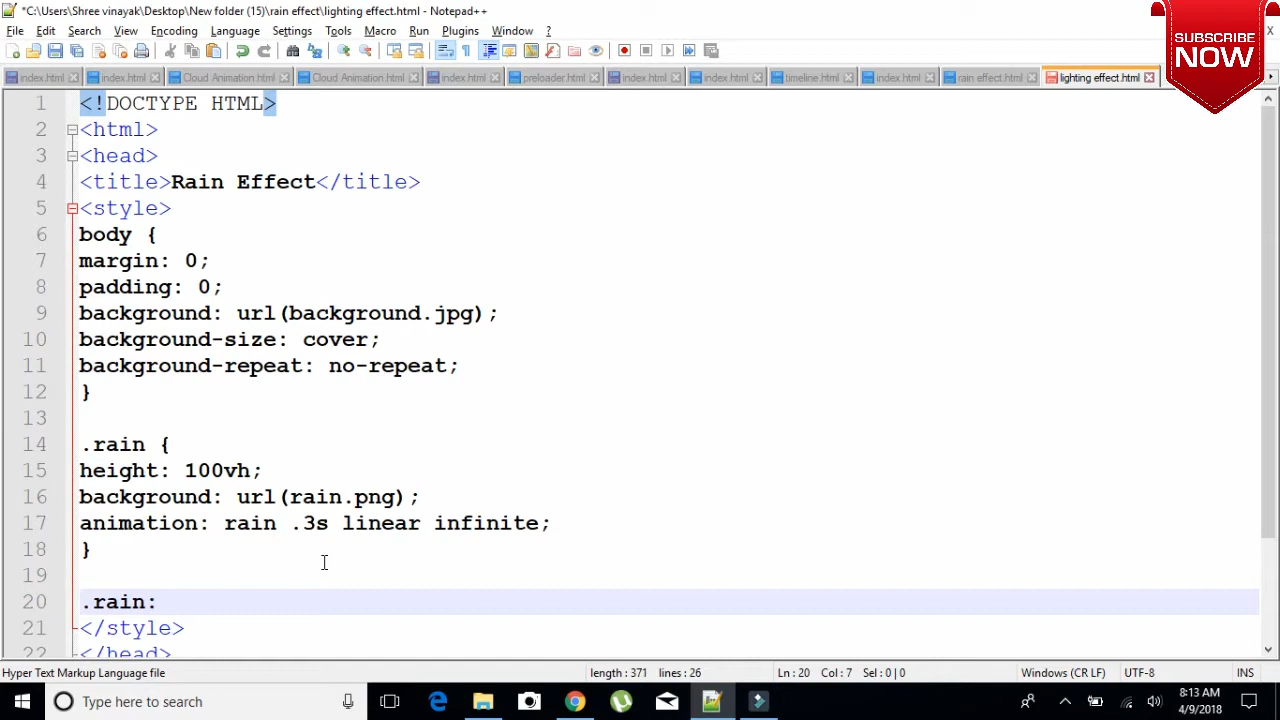 *C:\Users\Shree vinayak\Desktop\New folder (15)\rain effect\lighting effect.html - Notepad++
File Edit Search View Encoding Language Settings Tools Macro Run Plugins Window ?
X
SUBSCRIBE
NOW
index.html index.html Cloud Animation.html Cloud Animation.html index.html preloader.html index.html index.html timeline.html index.html rain effect.html lighting effect.html
1 <!DOCTYPE HTML>
2 <html>
3 <head>
4 <title>Rain Effect</title>
5 <style>
6 body {
7 margin: 0;
8 padding: 0;
9 background: url(background.jpg);
10 background-size: cover;
11 background-repeat: no-repeat;
12 }
13
14 .rain {
15 height: 100vh;
16 background: url(rain.png);
17 animation: rain .3s linear infinite;
18 }
19
20 .rain:
21 </style>
22 </head>
Hyper Text Markup Language file length : 371 lines : 26 Ln : 20 Col : 7 Sel : 0 | 0 Windows (CR LF) UTF-8 INS
Type here to search
8:13 AM
4/9/2018